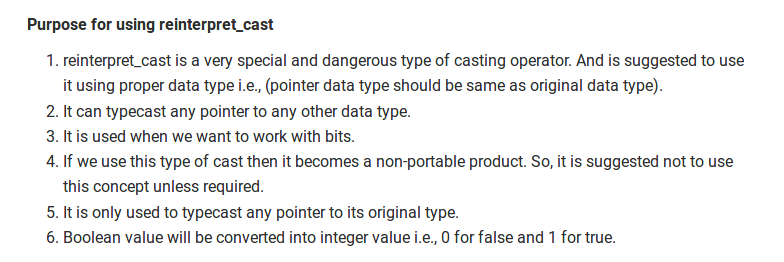 Purpose for using reinterpret_cast
1. reinterpret_cast is a very special and dangerous type of casting operator. And is suggested to use
it using proper data type i.e., (pointer data type should be same as original data type).
2. It can typecast any pointer to any other data type.
3. It is used when we want to work with bits.
4. If we use this type of cast then it becomes a non-portable product. So, it is suggested not to use
this concept unless required.
5. It is only used to typecast any pointer to its original type.
6. Boolean value will be converted into integer value i.e., 0 for false and 1 for true.